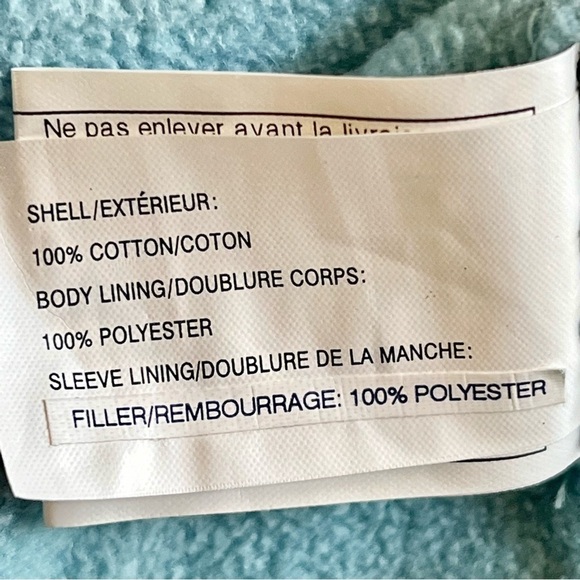 Ne pas enlever avant la
SHELL/EXTÉRIEUR:
100% COTTON/COTON
BODY LINING/DOUBLURE CORPS:
100% POLYESTER
SLEEVE LINING/DOUBLURE DE LA MANCHE:
FILLER/REMBOURRAGE: 100% POLYESTER